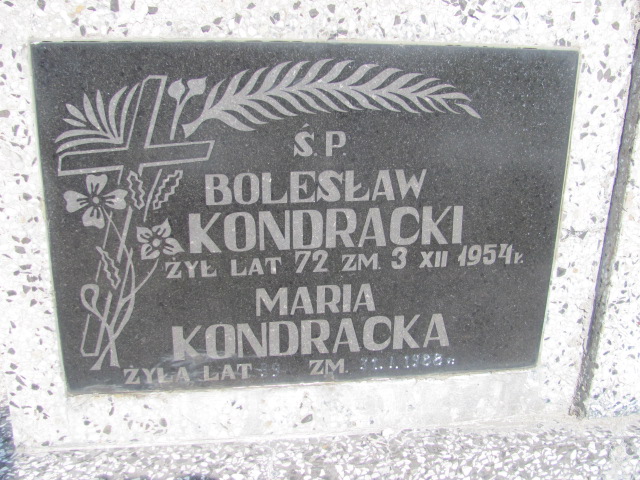 Ś.P.
BOLESŁAW
KONDRACKI
ŻYŁ LAT 72 ZM. 3 XII 1954r.
MARIA
KONDRACKA
ŻYŁA LAT ZM.